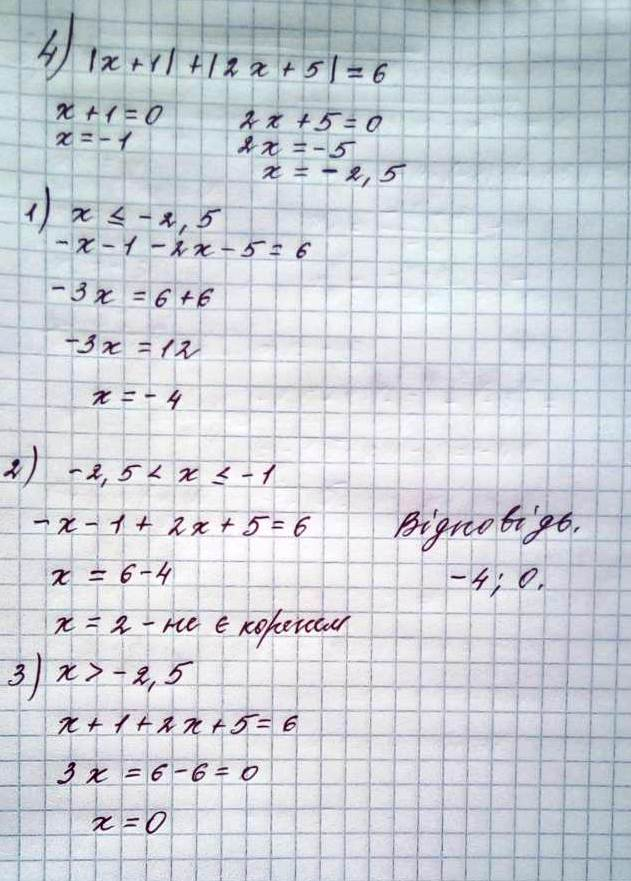 4) |x+1|+|2x+5|=6
x+1=0 2x+5=0
x=-1 2x=-5
x=-2,5
1) x ≤ -2,5
-x-1-2x-5=6
-3x=6+6
-3x=12
x=-4
2) -2,5 < x ≤ -1
-x-1+2x+5=6
x=6-4
x=2 - не є коренем
3) x > -2,5
x+1+2x+5=6
3x=6-6=0
x=0
Відповідь.
-4; 0.